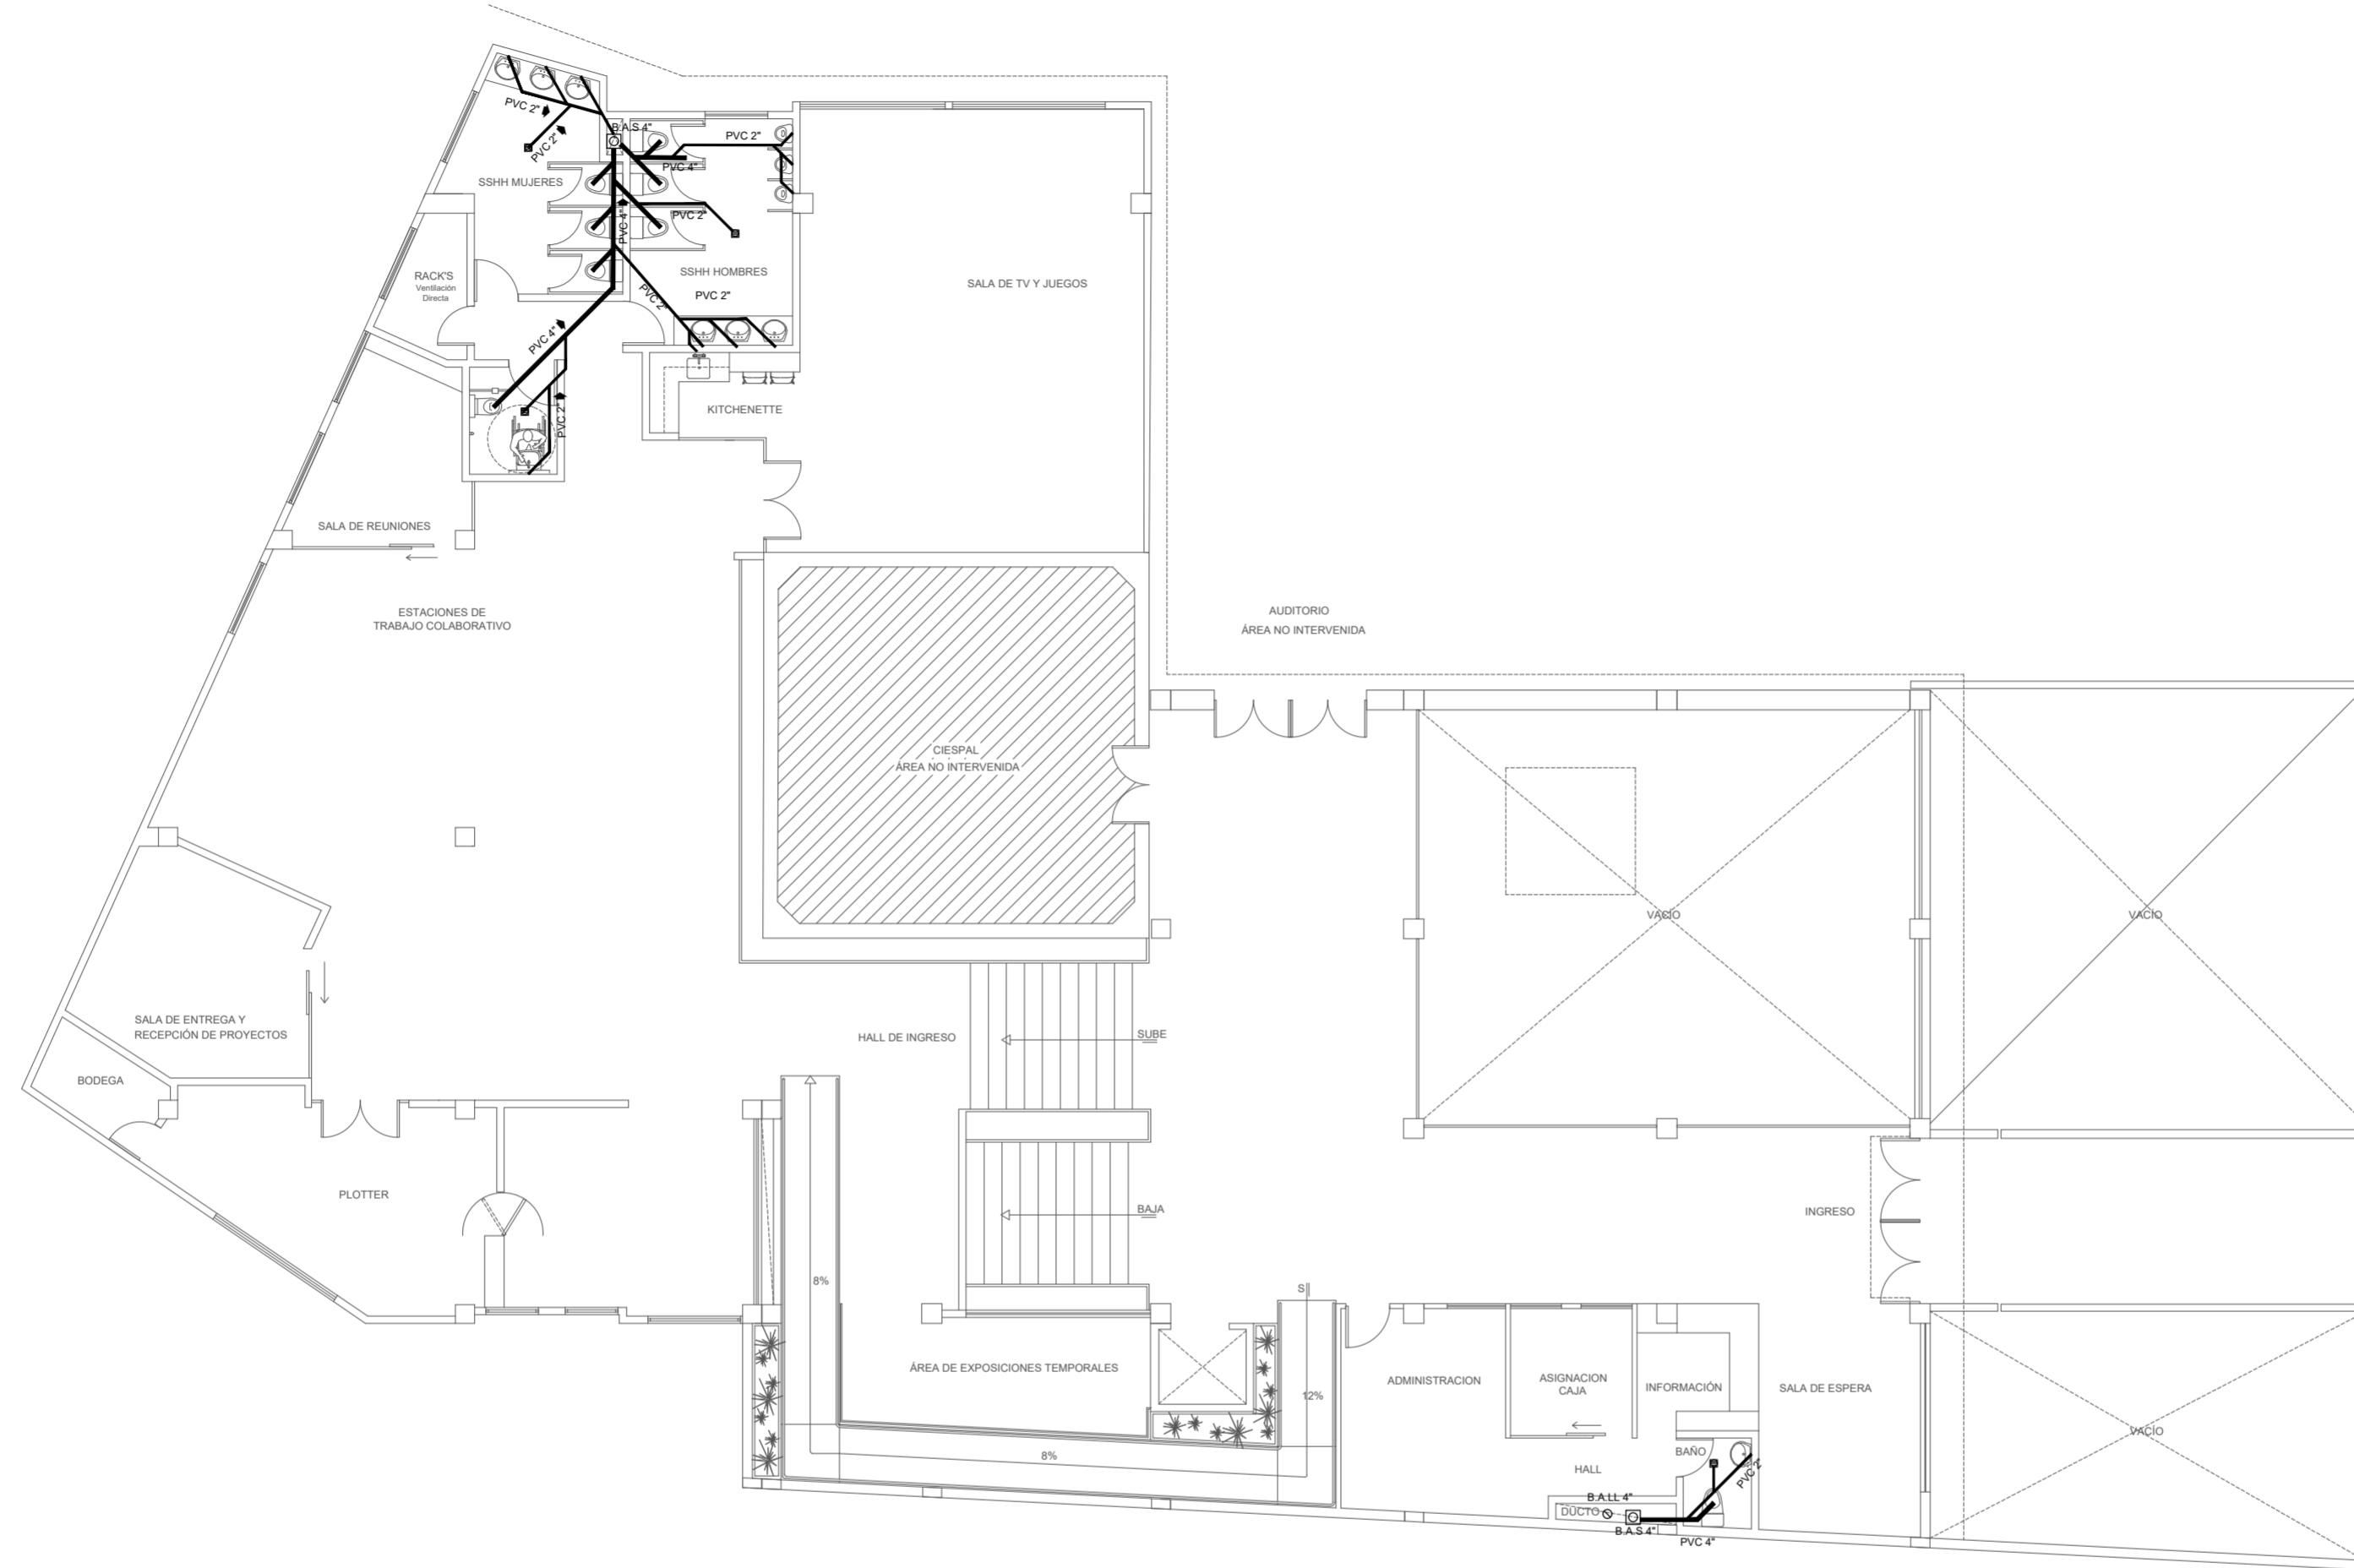 PVC 2"
PVC 2"
B.A.S 4"
PVC 2"
PVC 4"
SSHH MUJERES
PVC 4"
PVC 2"
RACK'S
Ventilación
Directa
SSHH HOMBRES
PVC 2"
PVC 2"
PVC 4"
SALA DE TV Y JUEGOS
PVC 2"
KITCHENETTE
SALA DE REUNIONES
ESTACIONES DE
TRABAJO COLABORATIVO
AUDITORIO
ÁREA NO INTERVENIDA
CIESPAL
ÁREA NO INTERVENIDA
VACÍO
VACÍO
SALA DE ENTREGA Y
RECEPCIÓN DE PROYECTOS
HALL DE INGRESO
SUBE
BODEGA
PLOTTER
BAJA
INGRESO
8%
S
ÁREA DE EXPOSICIONES TEMPORALES
12%
ADMINISTRACION
ASIGNACION
CAJA
INFORMACIÓN
SALA DE ESPERA
VACÍO
8%
BAÑO
HALL
PVC 2"
B.A.LL 4"
DUCTO
B.A.S 4"
PVC 4"